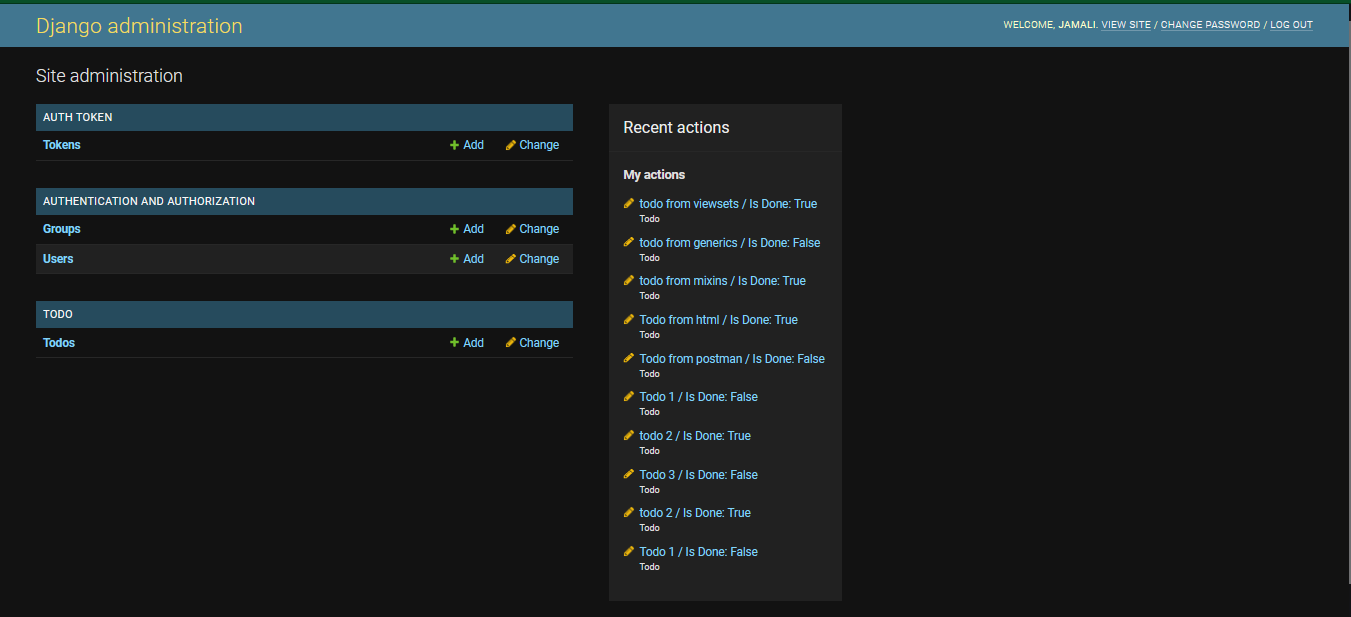 Django administration
WELCOME, JAMALI. VIEW SITE / CHANGE PASSWORD / LOG OUT
Site administration
AUTH TOKEN
Tokens Add Change
AUTHENTICATION AND AUTHORIZATION
Groups Add Change
Users Add Change
TODO
Todos Add Change
Recent actions
My actions
todo from viewsets / Is Done: True
Todo
todo from generics / Is Done: False
Todo
todo from mixins / Is Done: True
Todo
Todo from html / Is Done: True
Todo
Todo from postman / Is Done: False
Todo
Todo 1 / Is Done: False
Todo
todo 2 / Is Done: True
Todo
Todo 3 / Is Done: False
Todo
todo 2 / Is Done: True
Todo
Todo 1 / Is Done: False
Todo